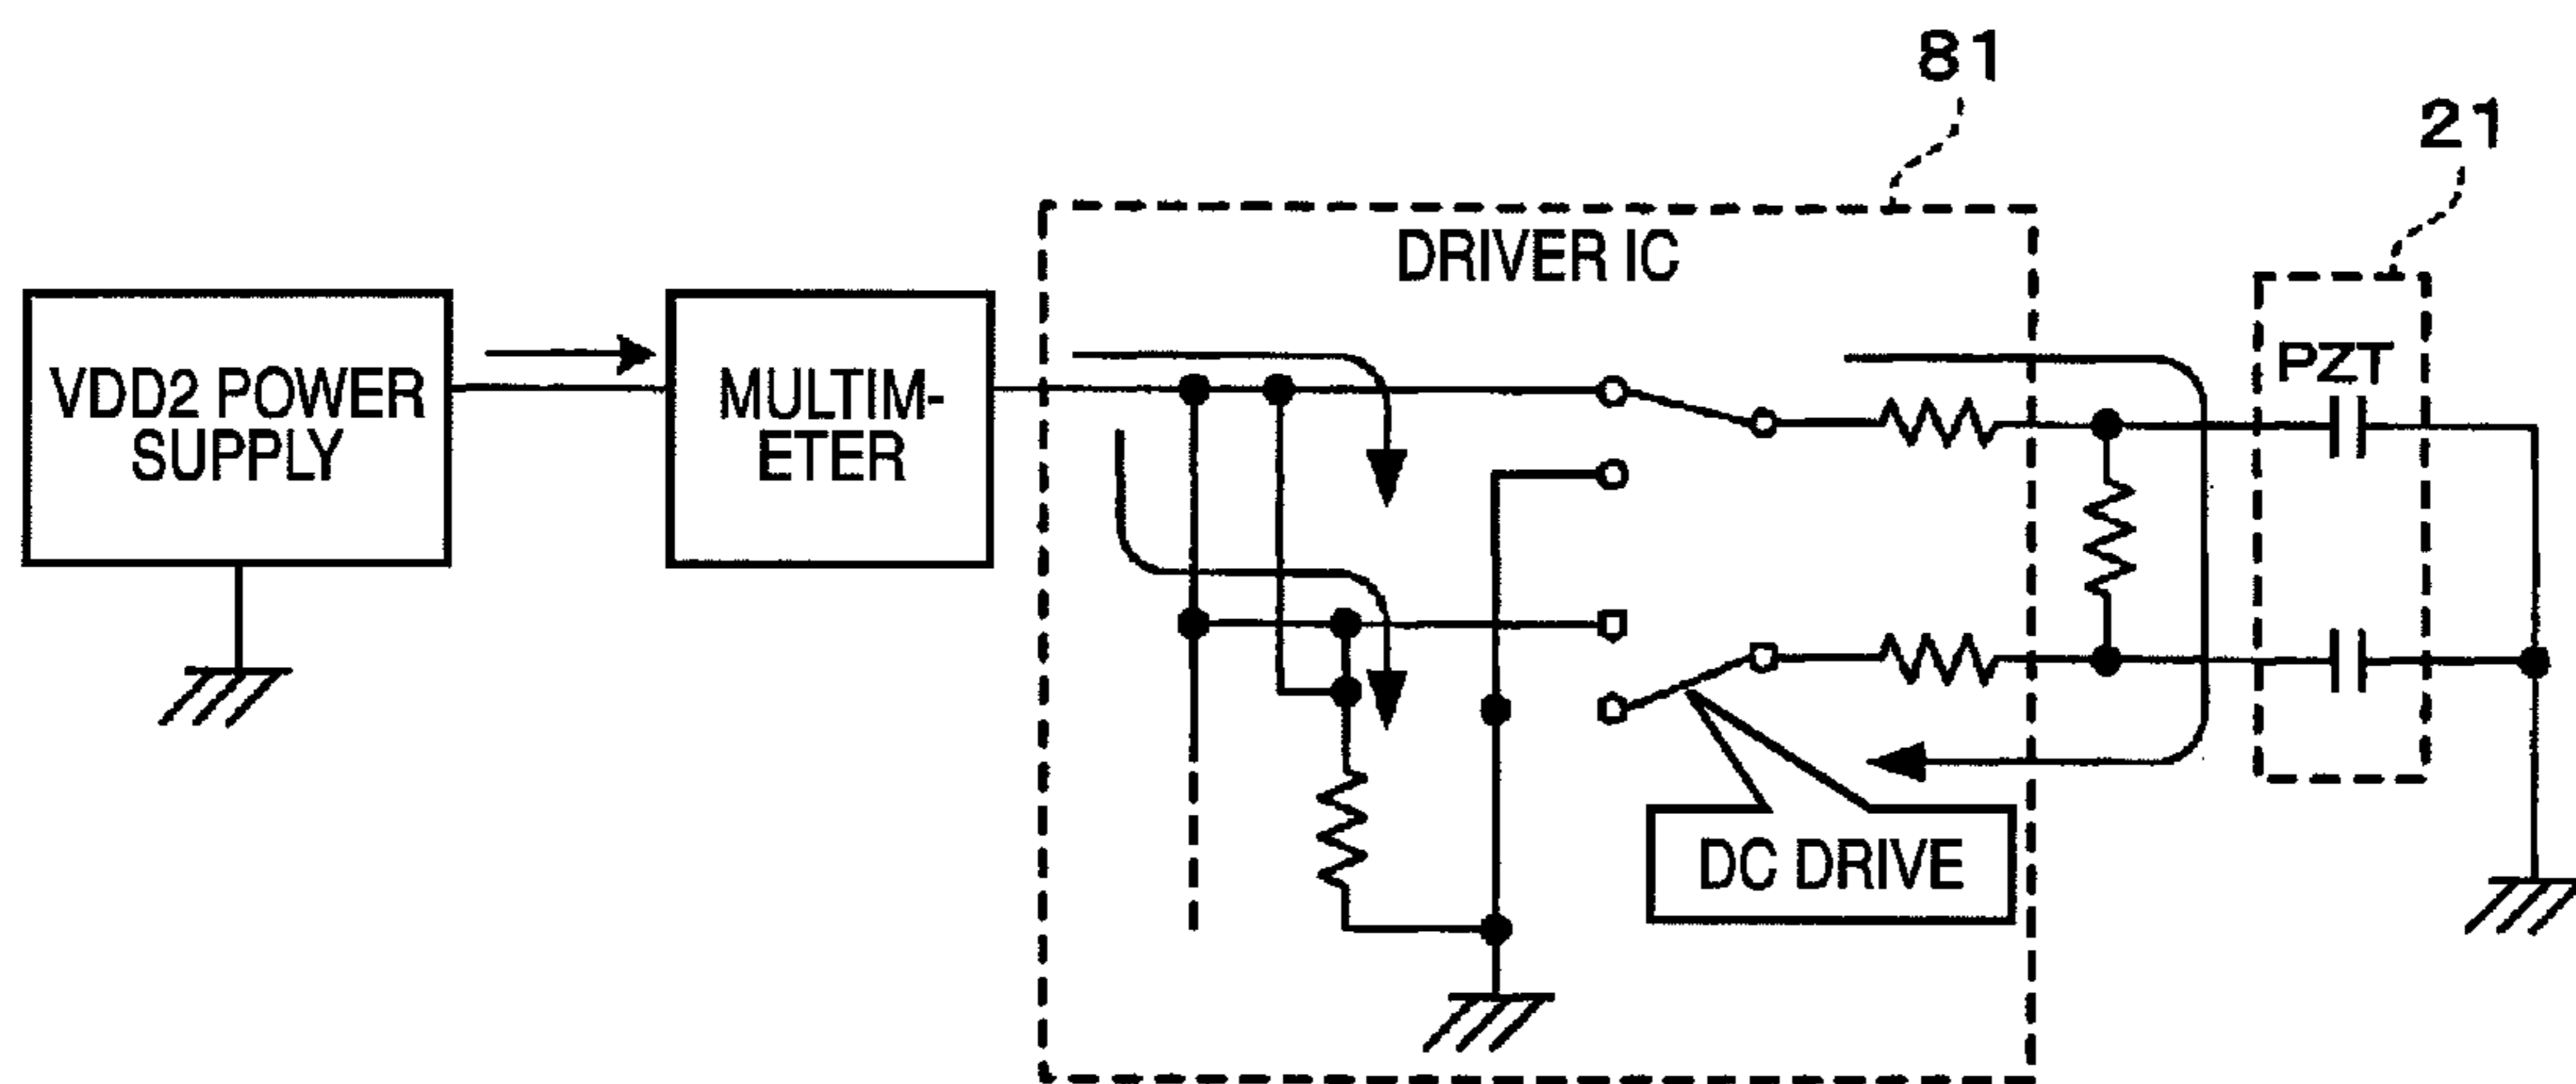 81
21
DRIVER IC
VDD2 POWER
SUPPLY
MULTIM-
ETER
PZT
DC DRIVE